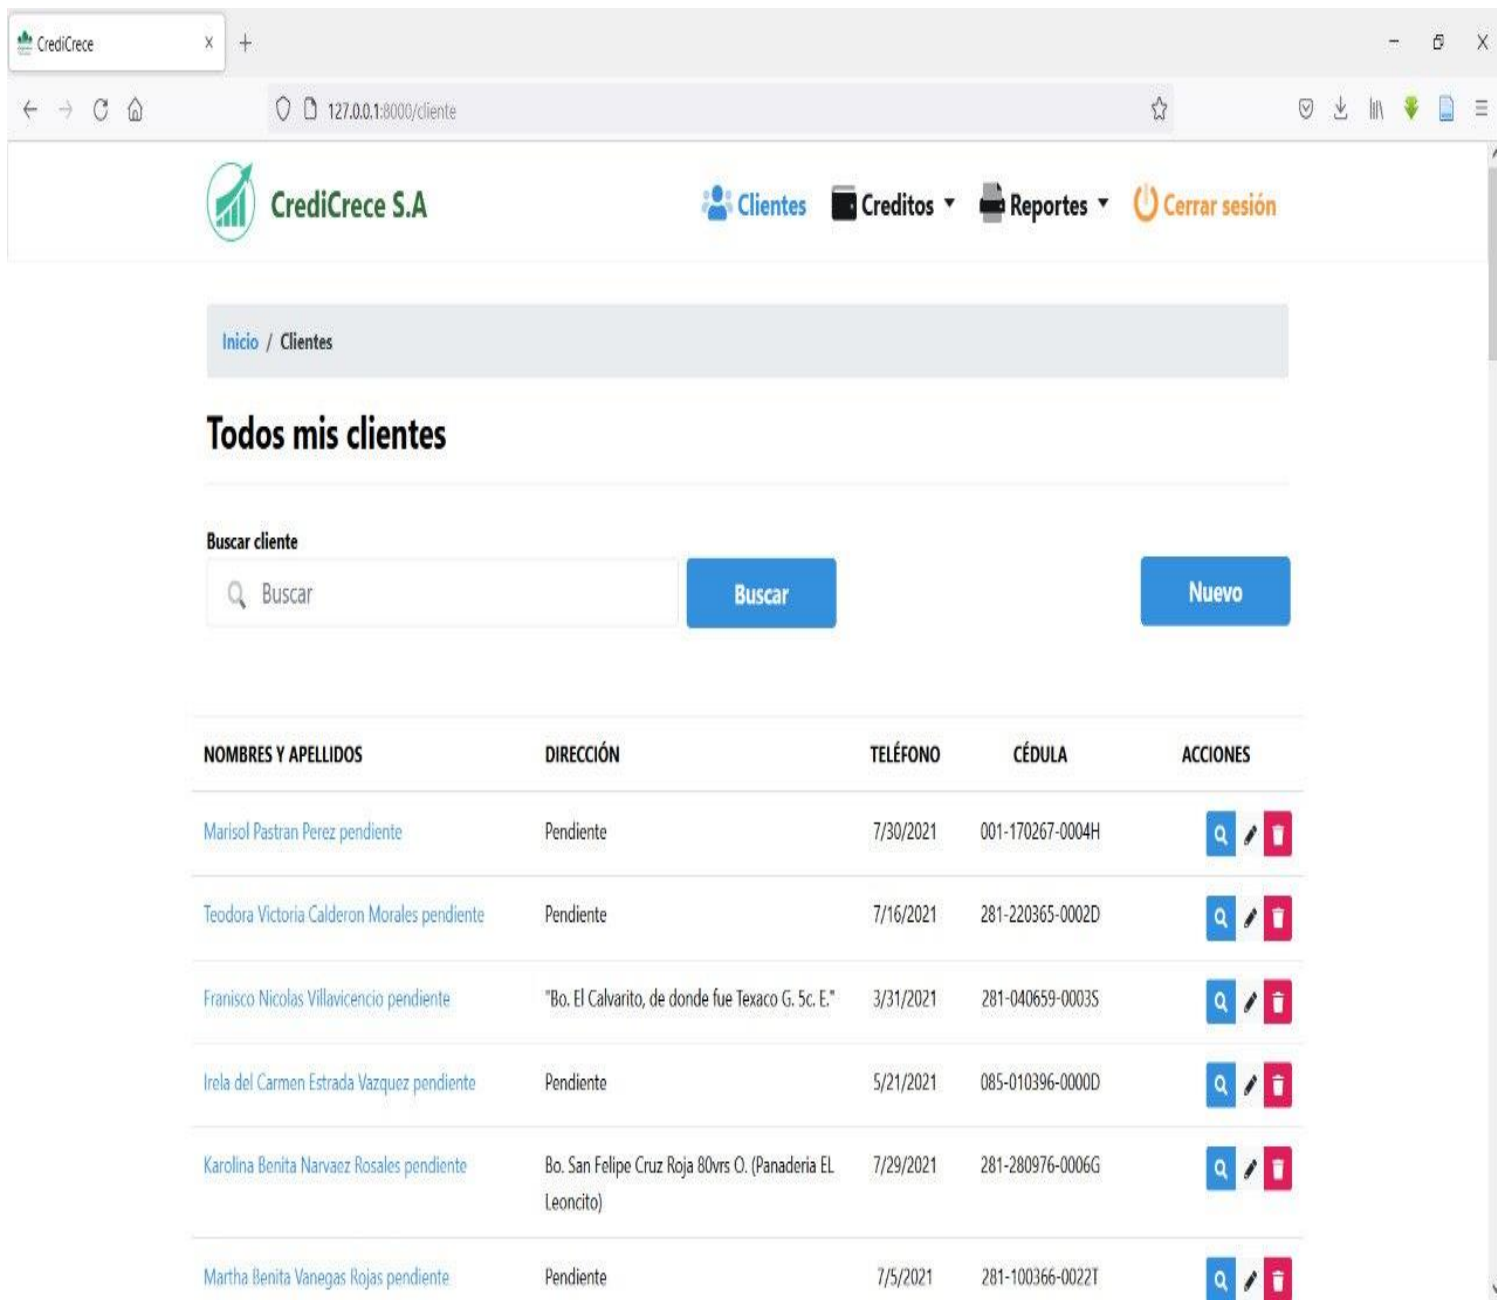 CrediCrece
127.0.0.1:8000/cliente
CrediCrece S.A
Clientes Creditos Reportes Cerrar sesión
Inicio / Clientes
Todos mis clientes
Buscar cliente
Buscar Buscar Nuevo
NOMBRES Y APELLIDOS DIRECCIÓN TELÉFONO CÉDULA ACCIONES
Marisol Pastran Perez pendiente Pendiente 7/30/2021 001-170267-0004H
Teodora Victoria Calderon Morales pendiente Pendiente 7/16/2021 281-220365-0002D
Franisco Nicolas Villavicencio pendiente "Bo. El Calvarito, de donde fue Texaco G. 5c. E." 3/31/2021 281-040659-0003S
Irela del Carmen Estrada Vazquez pendiente Pendiente 5/21/2021 085-010396-0000D
Karolina Benita Narvaez Rosales pendiente Bo. San Felipe Cruz Roja 80vrs O. (Panaderia EL 7/29/2021 281-280976-0006G
Leoncito)
Martha Benita Vanegas Rojas pendiente Pendiente 7/5/2021 281-100366-0022T